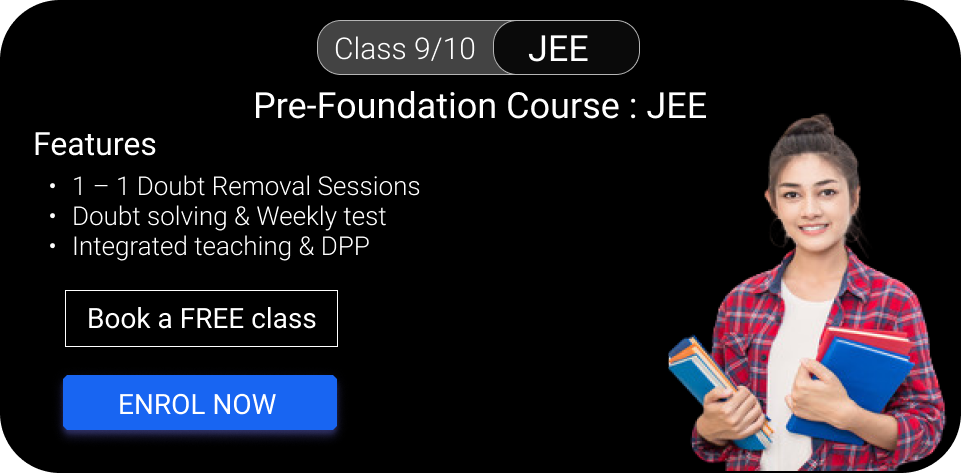 Class 9/10 JEE
Pre-Foundation Course : JEE
Features
• 1 – 1 Doubt Removal Sessions
• Doubt solving & Weekly test
• Integrated teaching & DPP
Book a FREE class
ENROL NOW